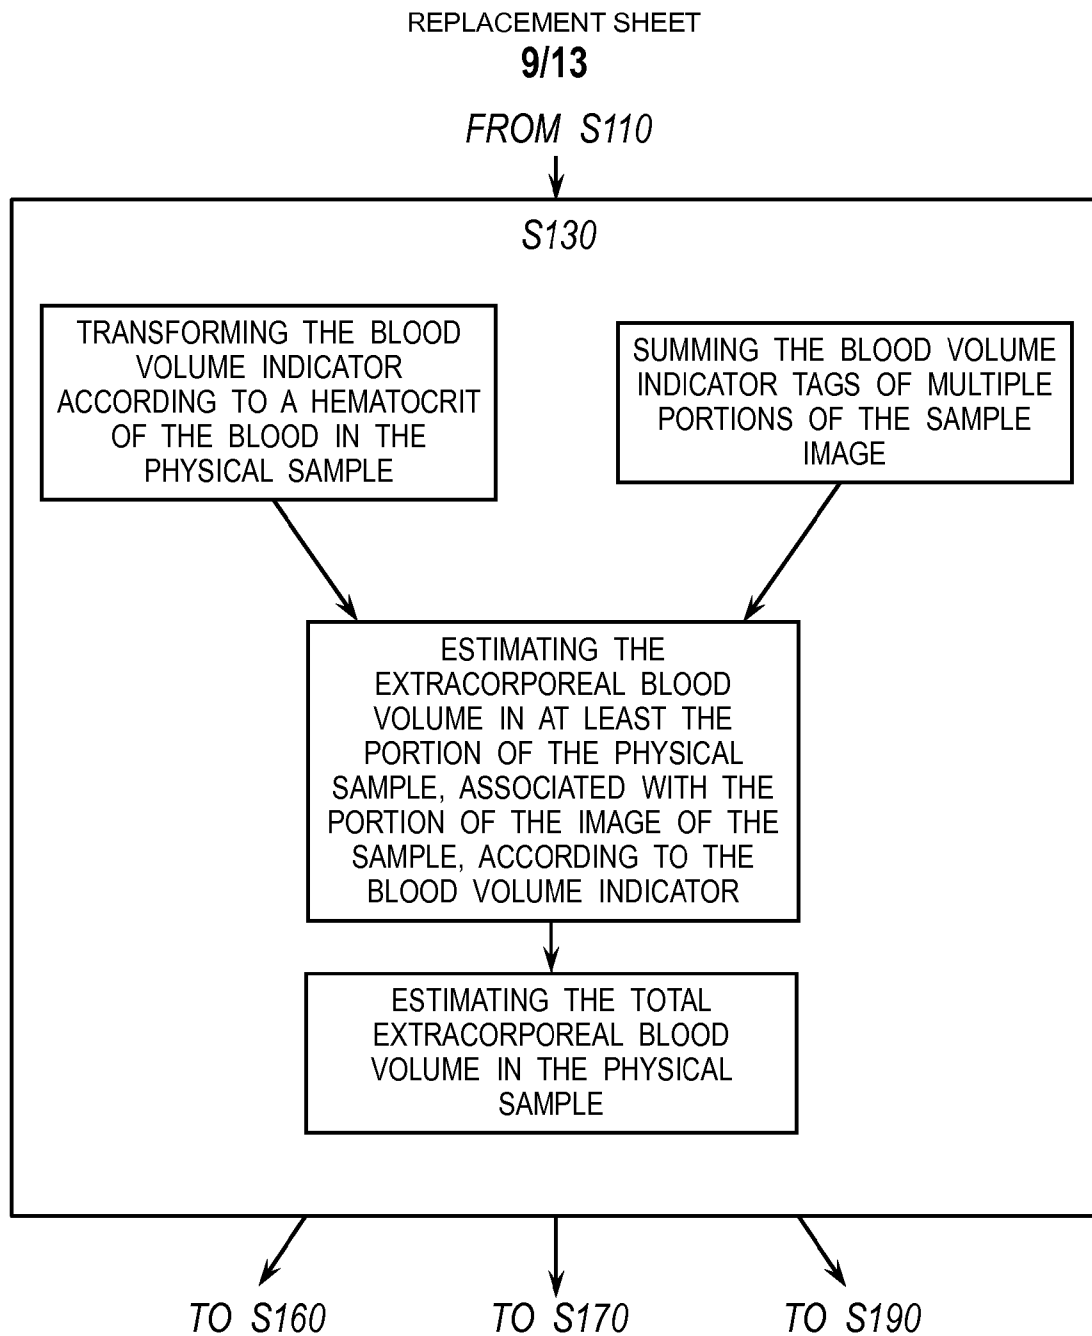 REPLACEMENT SHEET
9/13
FROM S110
S130
TRANSFORMING THE BLOOD
VOLUME INDICATOR
ACCORDING TO A HEMATOCRIT
OF THE BLOOD IN THE
PHYSICAL SAMPLE
SUMMING THE BLOOD VOLUME
INDICATOR TAGS OF MULTIPLE
PORTIONS OF THE SAMPLE
IMAGE
ESTIMATING THE
EXTRACORPOREAL BLOOD
VOLUME IN AT LEAST THE
PORTION OF THE PHYSICAL
SAMPLE, ASSOCIATED WITH THE
PORTION OF THE IMAGE OF THE
SAMPLE, ACCORDING TO THE
BLOOD VOLUME INDICATOR
ESTIMATING THE TOTAL
EXTRACORPOREAL BLOOD
VOLUME IN THE PHYSICAL
SAMPLE
TO S160
TO S170
TO S190